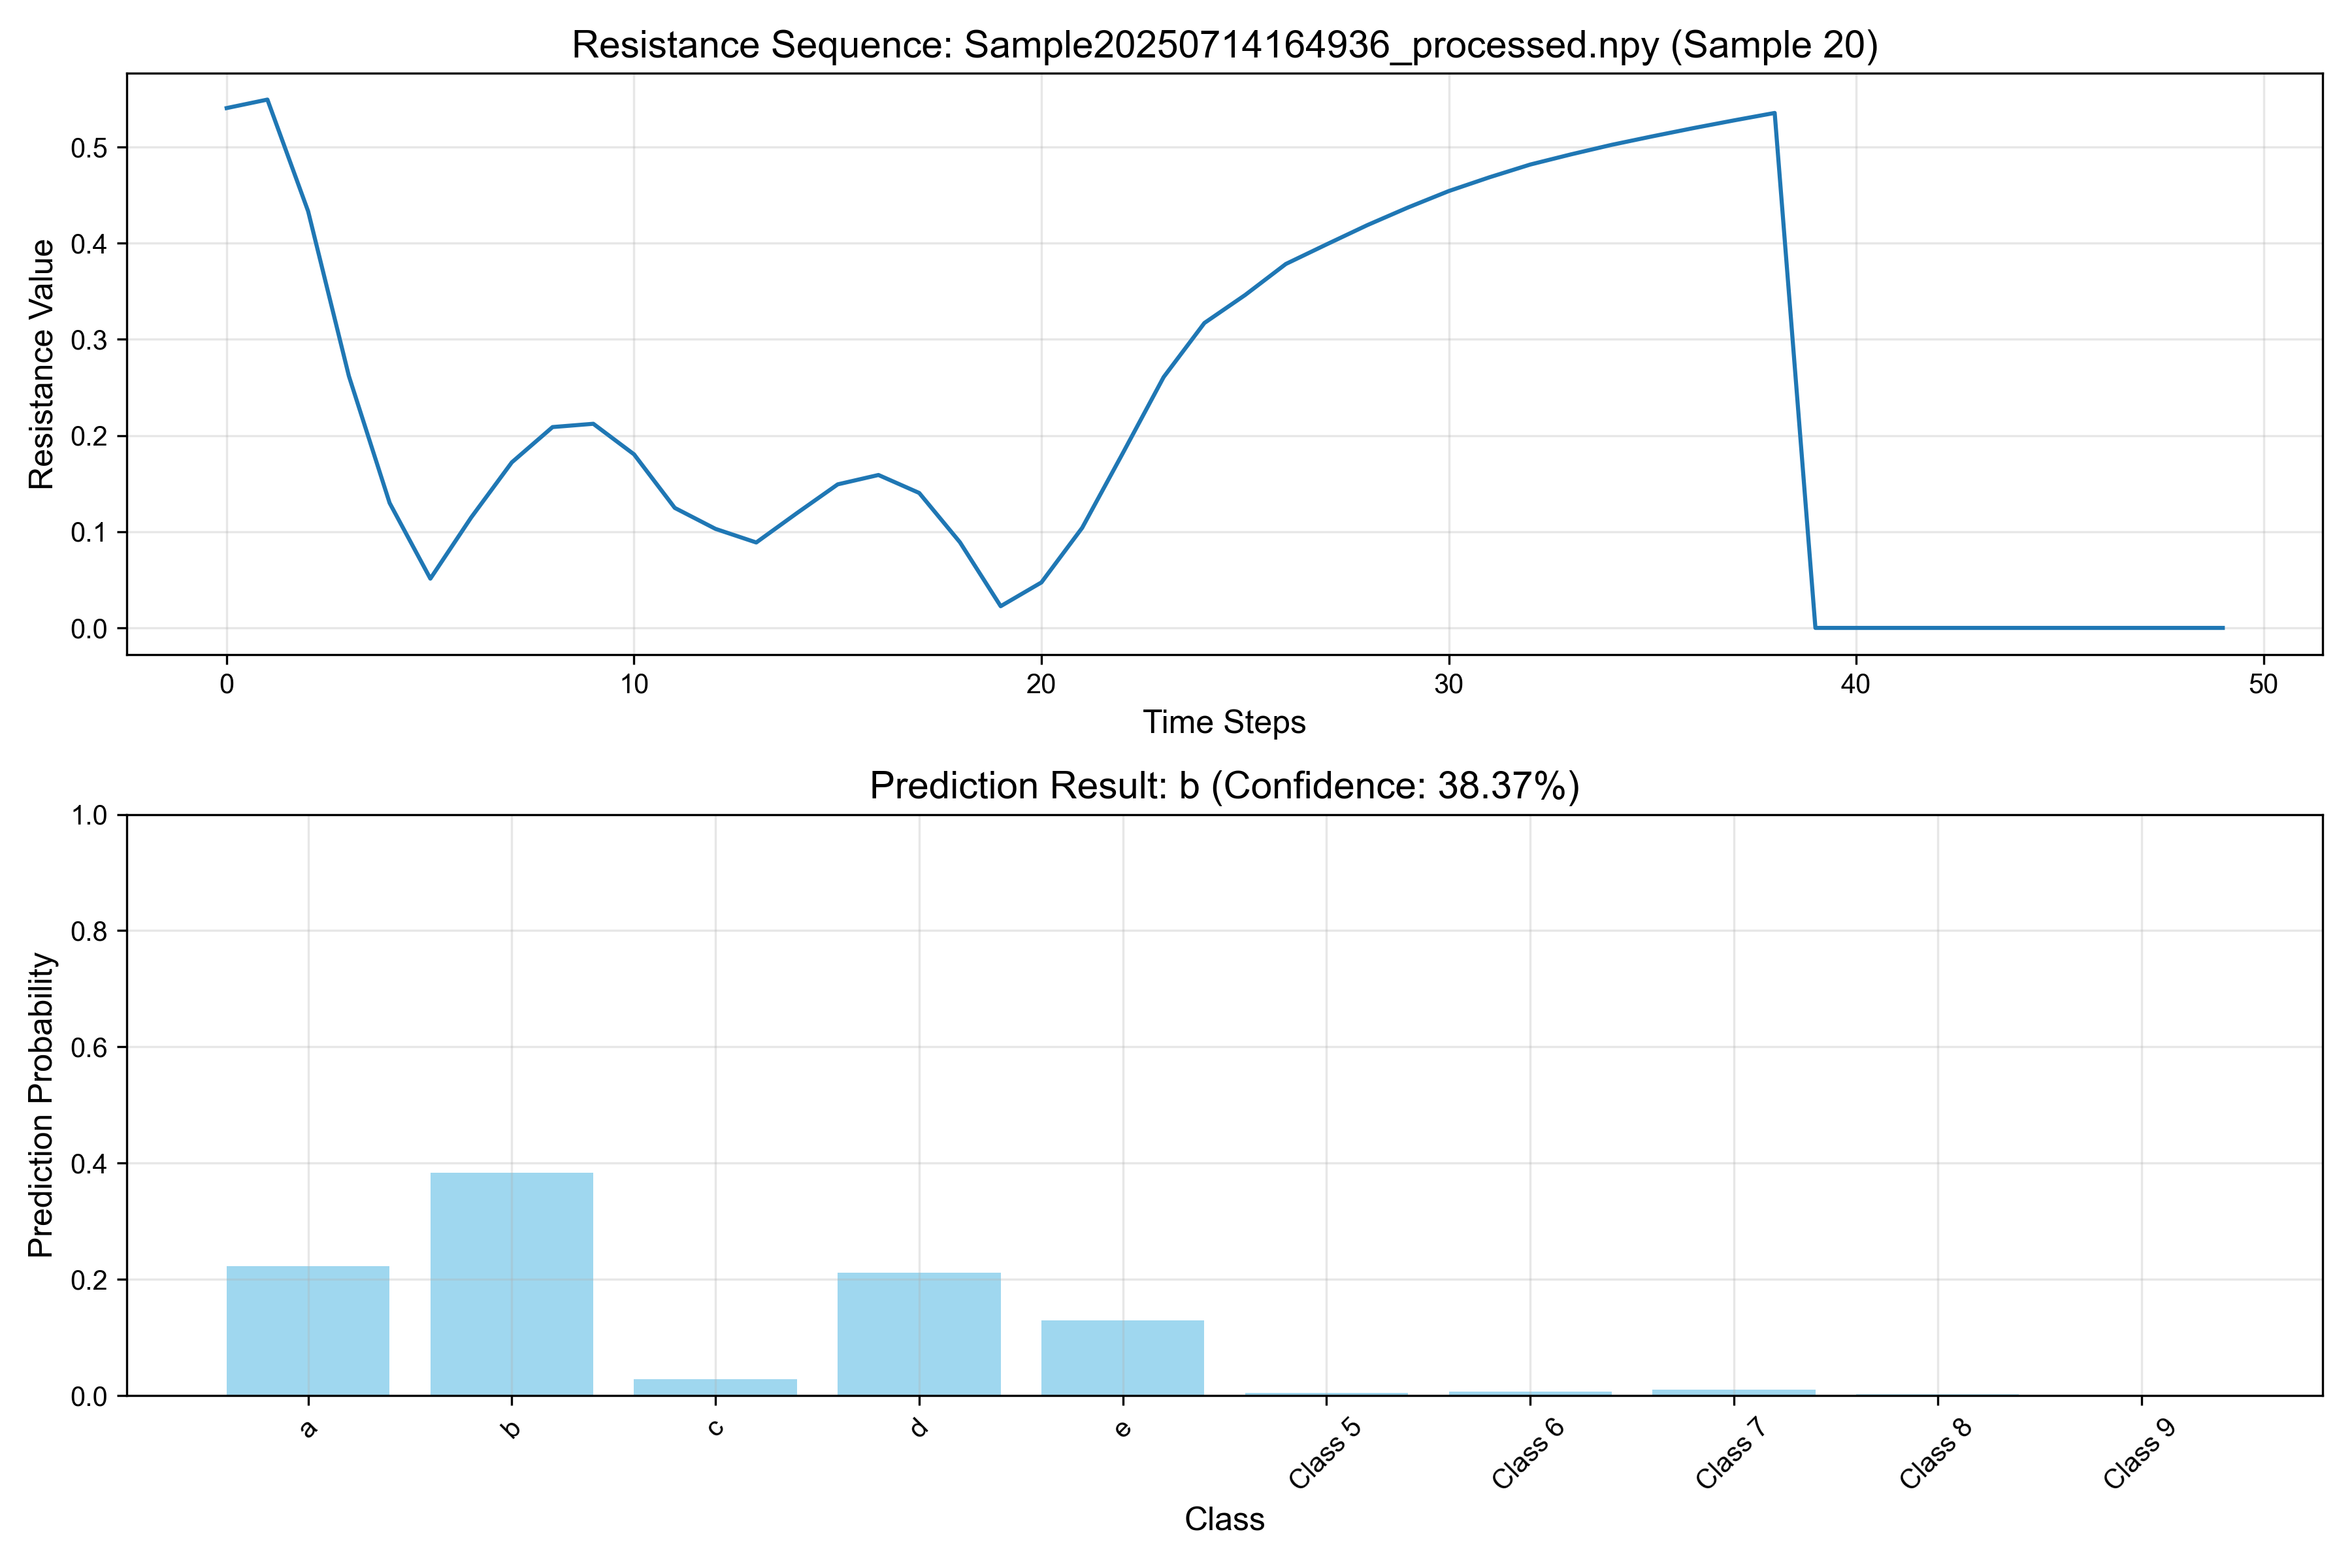 Resistance Sequence: Sample20250714164936_processed.npy (Sample 20)
Resistance Value
0.5
0.4
0.3
0.2
0.1
0.0
0 10 20 30 40 50
Time Steps
Prediction Result: b (Confidence: 38.37%)
Prediction Probability
1.0
0.8
0.6
0.4
0.2
0.0
a b c d e Class 5 Class 6 Class 7 Class 8 Class 9
Class